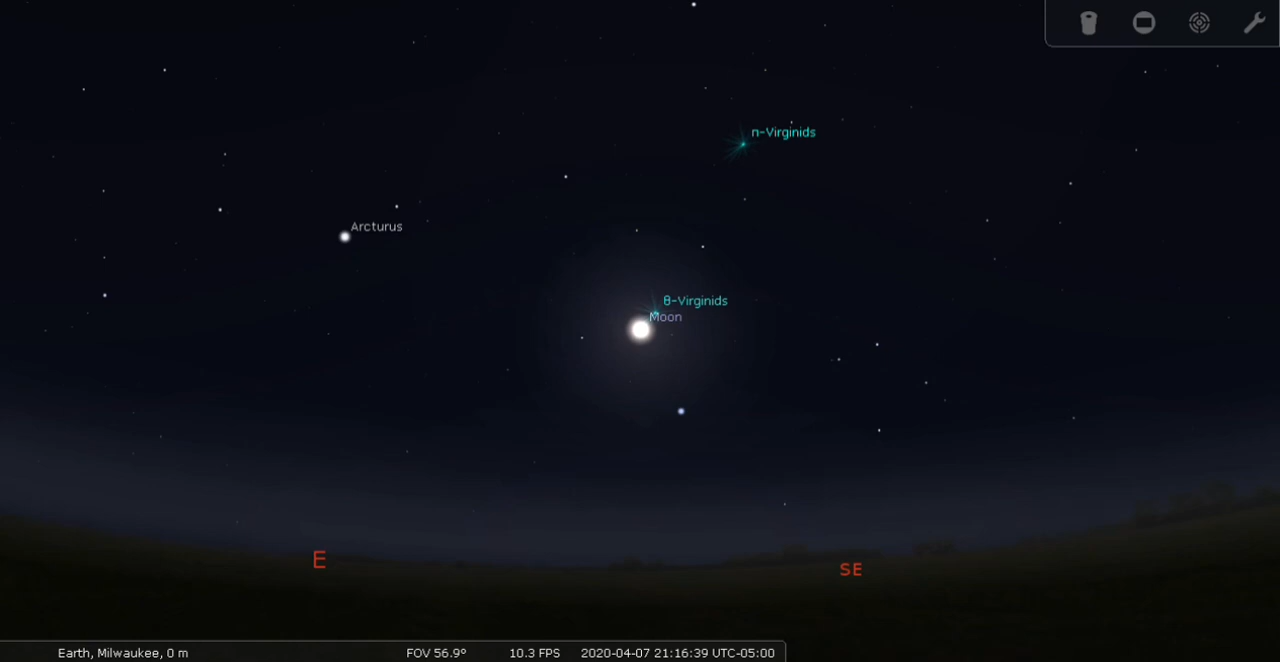 π-Virginids
Arcturus
θ-Virginids
Moon
E
SE
Earth, Milwaukee, 0 m FOV 56.9° 10.3 FPS 2020-04-07 21:16:39 UTC-05:00